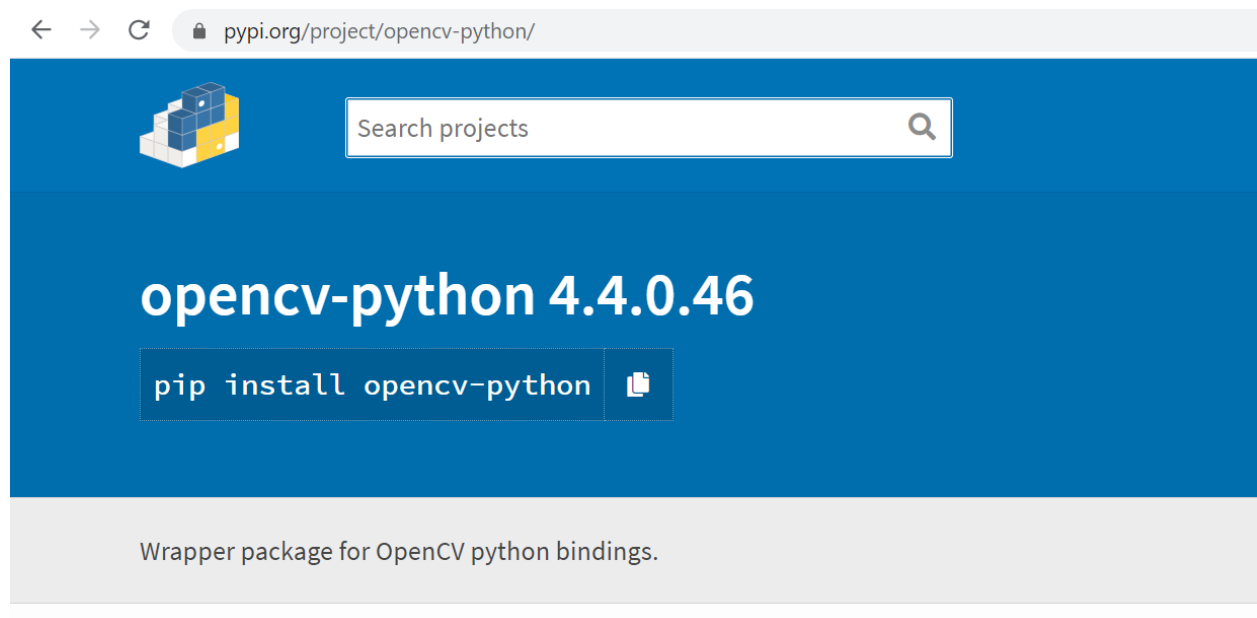 pypi.org/project/opencv-python/
Search projects
opencv-python 4.4.0.46
pip install opencv-python
Wrapper package for OpenCV python bindings.